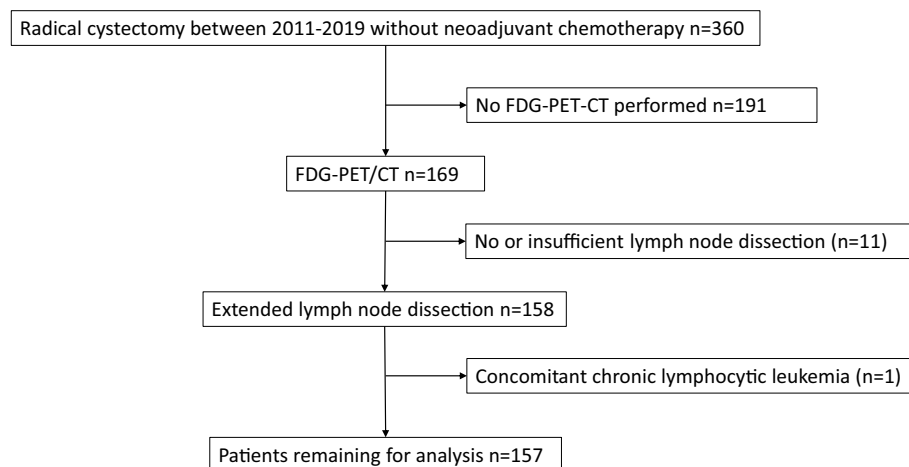 Radical cystectomy between 2011-2019 without neoadjuvant chemotherapy n=360
No FDG-PET-CT performed n=191
FDG-PET/CT n=169
No or insufficient lymph node dissection (n=11)
Extended lymph node dissection n=158
Concomitant chronic lymphocytic leukemia (n=1)
Patients remaining for analysis n=157